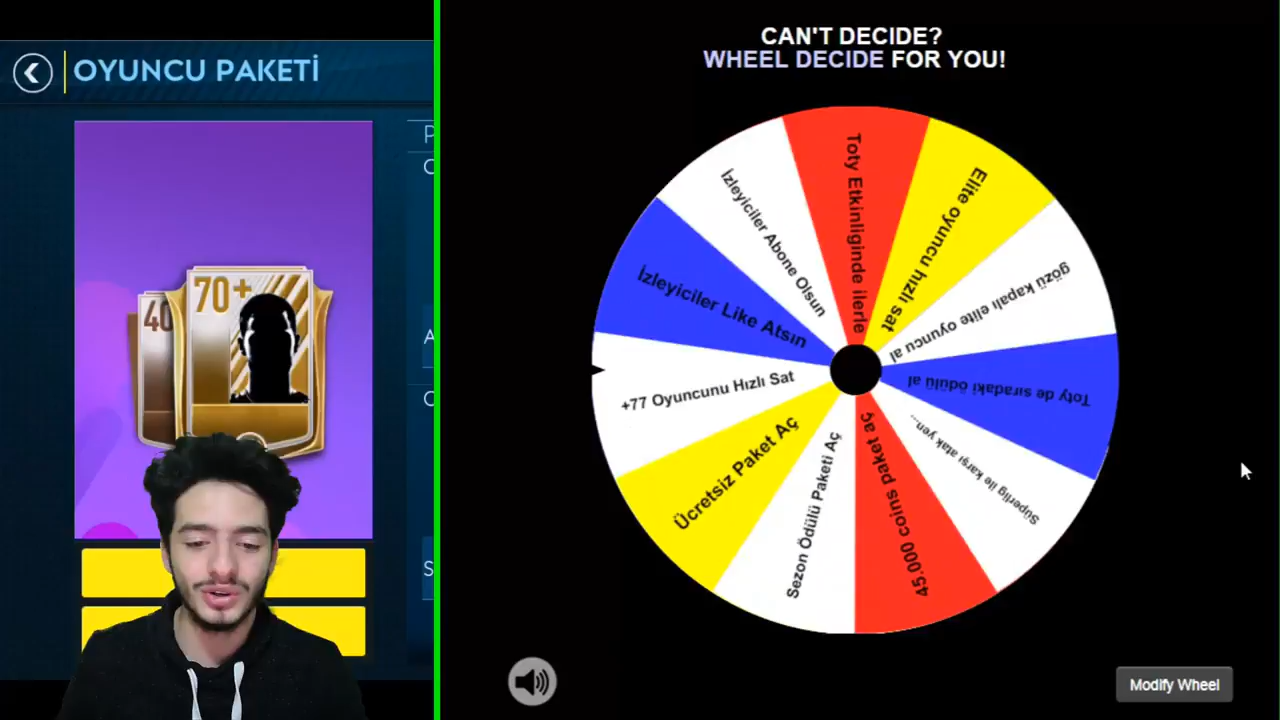 OYUNCU PAKETİ
P
O
40
70+
A
O
S
CAN'T DECIDE?
WHEEL DECIDE FOR YOU!
Toty Etkinliginde ilerle
Elite oyuncu hızlı sat
gözü kapalı elite oyuncu al
Toty de sıradaki ödülü al
Süperlig ile karşı atak yen...
45.000 coins paket aç
Sezon Ödülü Paketi Aç
Ücretsiz Paket Aç
+77 Oyuncunu Hızlı Sat
İzleyiciler Like Atsın
İzleyiciler Abone Olsun
Modify Wheel